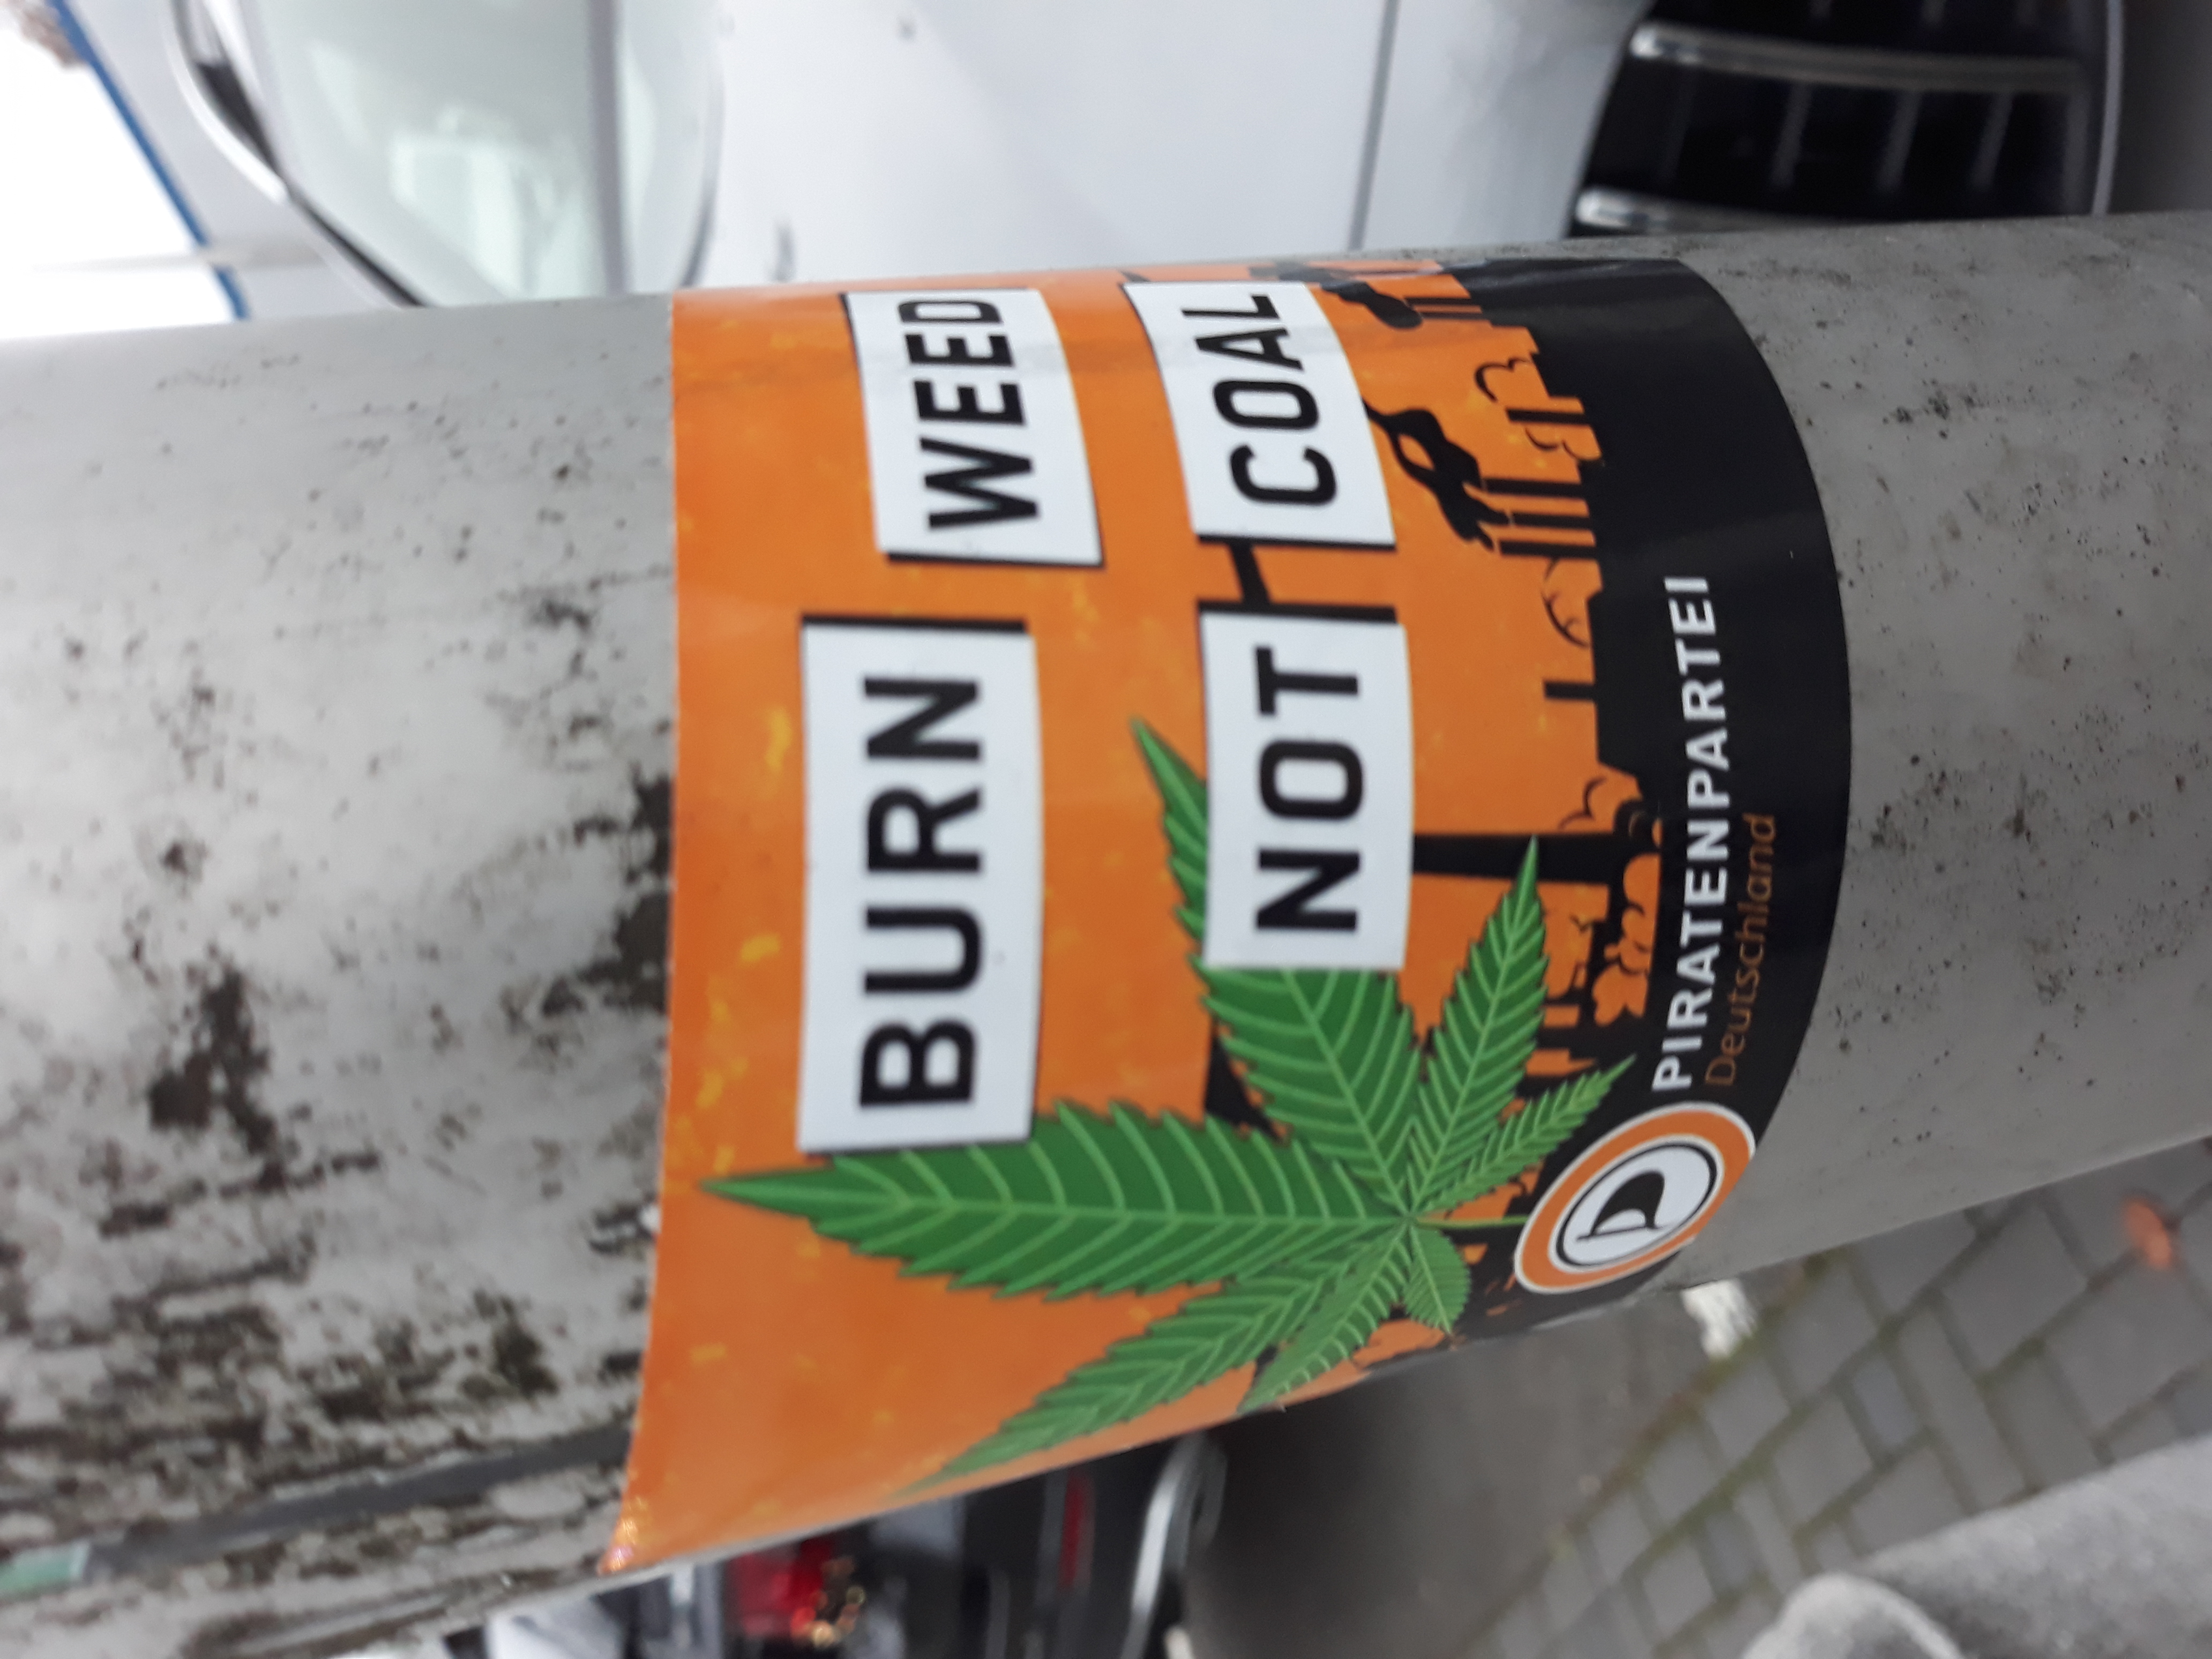 BURN WEED
NOT COAL
PIRATENPARTEI
Deutschland